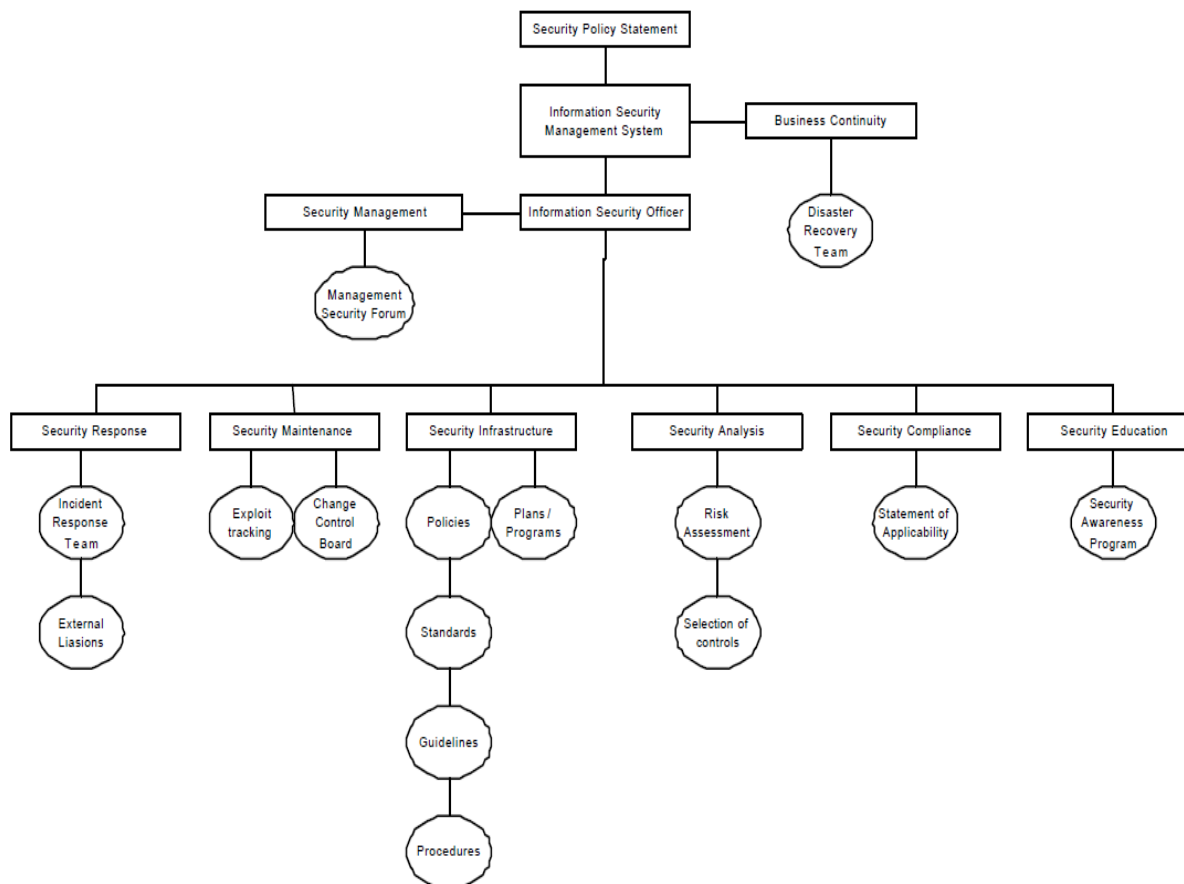 Security Policy Statement
Information Security
Management System
Business Continuity
Security Management
Information Security Officer
Disaster
Recovery
Team
Management
Security Forum
Security Response
Security Maintenance
Security Infrastructure
Security Analysis
Security Compliance
Security Education
Incident
Response
Team
Exploit
tracking
Change
Control
Board
Policies
Plans /
Programs
Risk
Assessment
Statement of
Applicability
Security
Awareness
Program
External
Liasions
Standards
Selection of
controls
Guidelines
Procedures